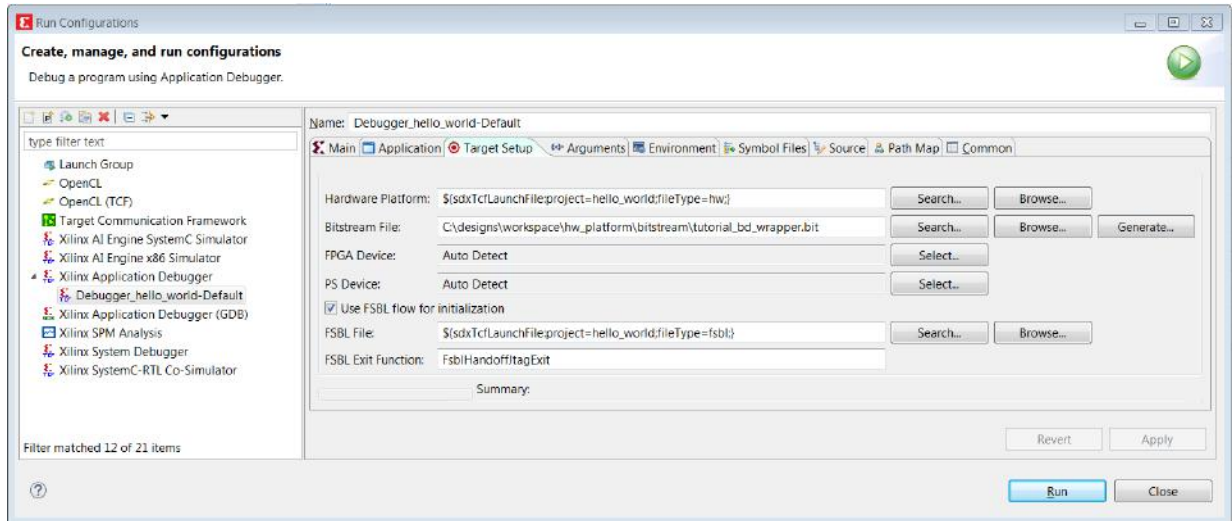 Run Configurations
Create, manage, and run configurations
Debug a program using Application Debugger.
type filter text
Launch Group
OpenCL
OpenCL (TCF)
Target Communication Framework
Xilinx AI Engine SystemC Simulator
Xilinx AI Engine x86 Simulator
Xilinx Application Debugger
Debugger_hello_world-Default
Xilinx Application Debugger (GDB)
Xilinx SPM Analysis
Xilinx System Debugger
Xilinx SystemC-RTL Co-Simulator
Filter matched 12 of 21 items
Name: Debugger_hello_world-Default
Main Application Target Setup Arguments Environment Symbol Files Source Path Map Common
Hardware Platform: ${sdxTcfLaunchFile:project=hello_world;fileType=hw;} Search... Browse...
Bitstream File: C:\designs\workspace\hw_platform\bitstream\tutorial_bd_wrapper.bit Search... Browse... Generate...
FPGA Device: Auto Detect Select...
PS Device: Auto Detect Select...
Use FSBL flow for initialization
FSBL File: ${sdxTcfLaunchFile:project=hello_world;fileType=fsbl;} Search... Browse...
FSBL Exit Function: FsblHandoffJtagExit
Summary:
Revert Apply
Run Close